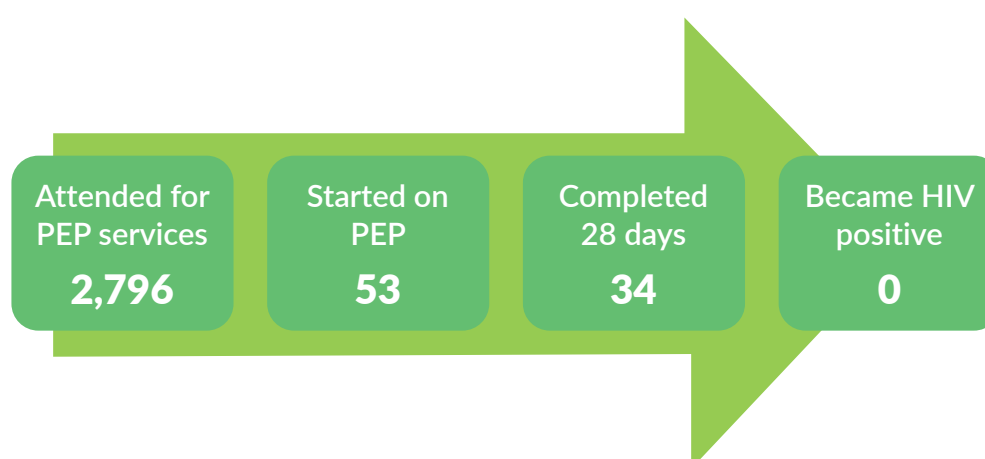 Attended for
PEP services
2,796
Started on
PEP
53
Completed
28 days
34
Became HIV
positive
0